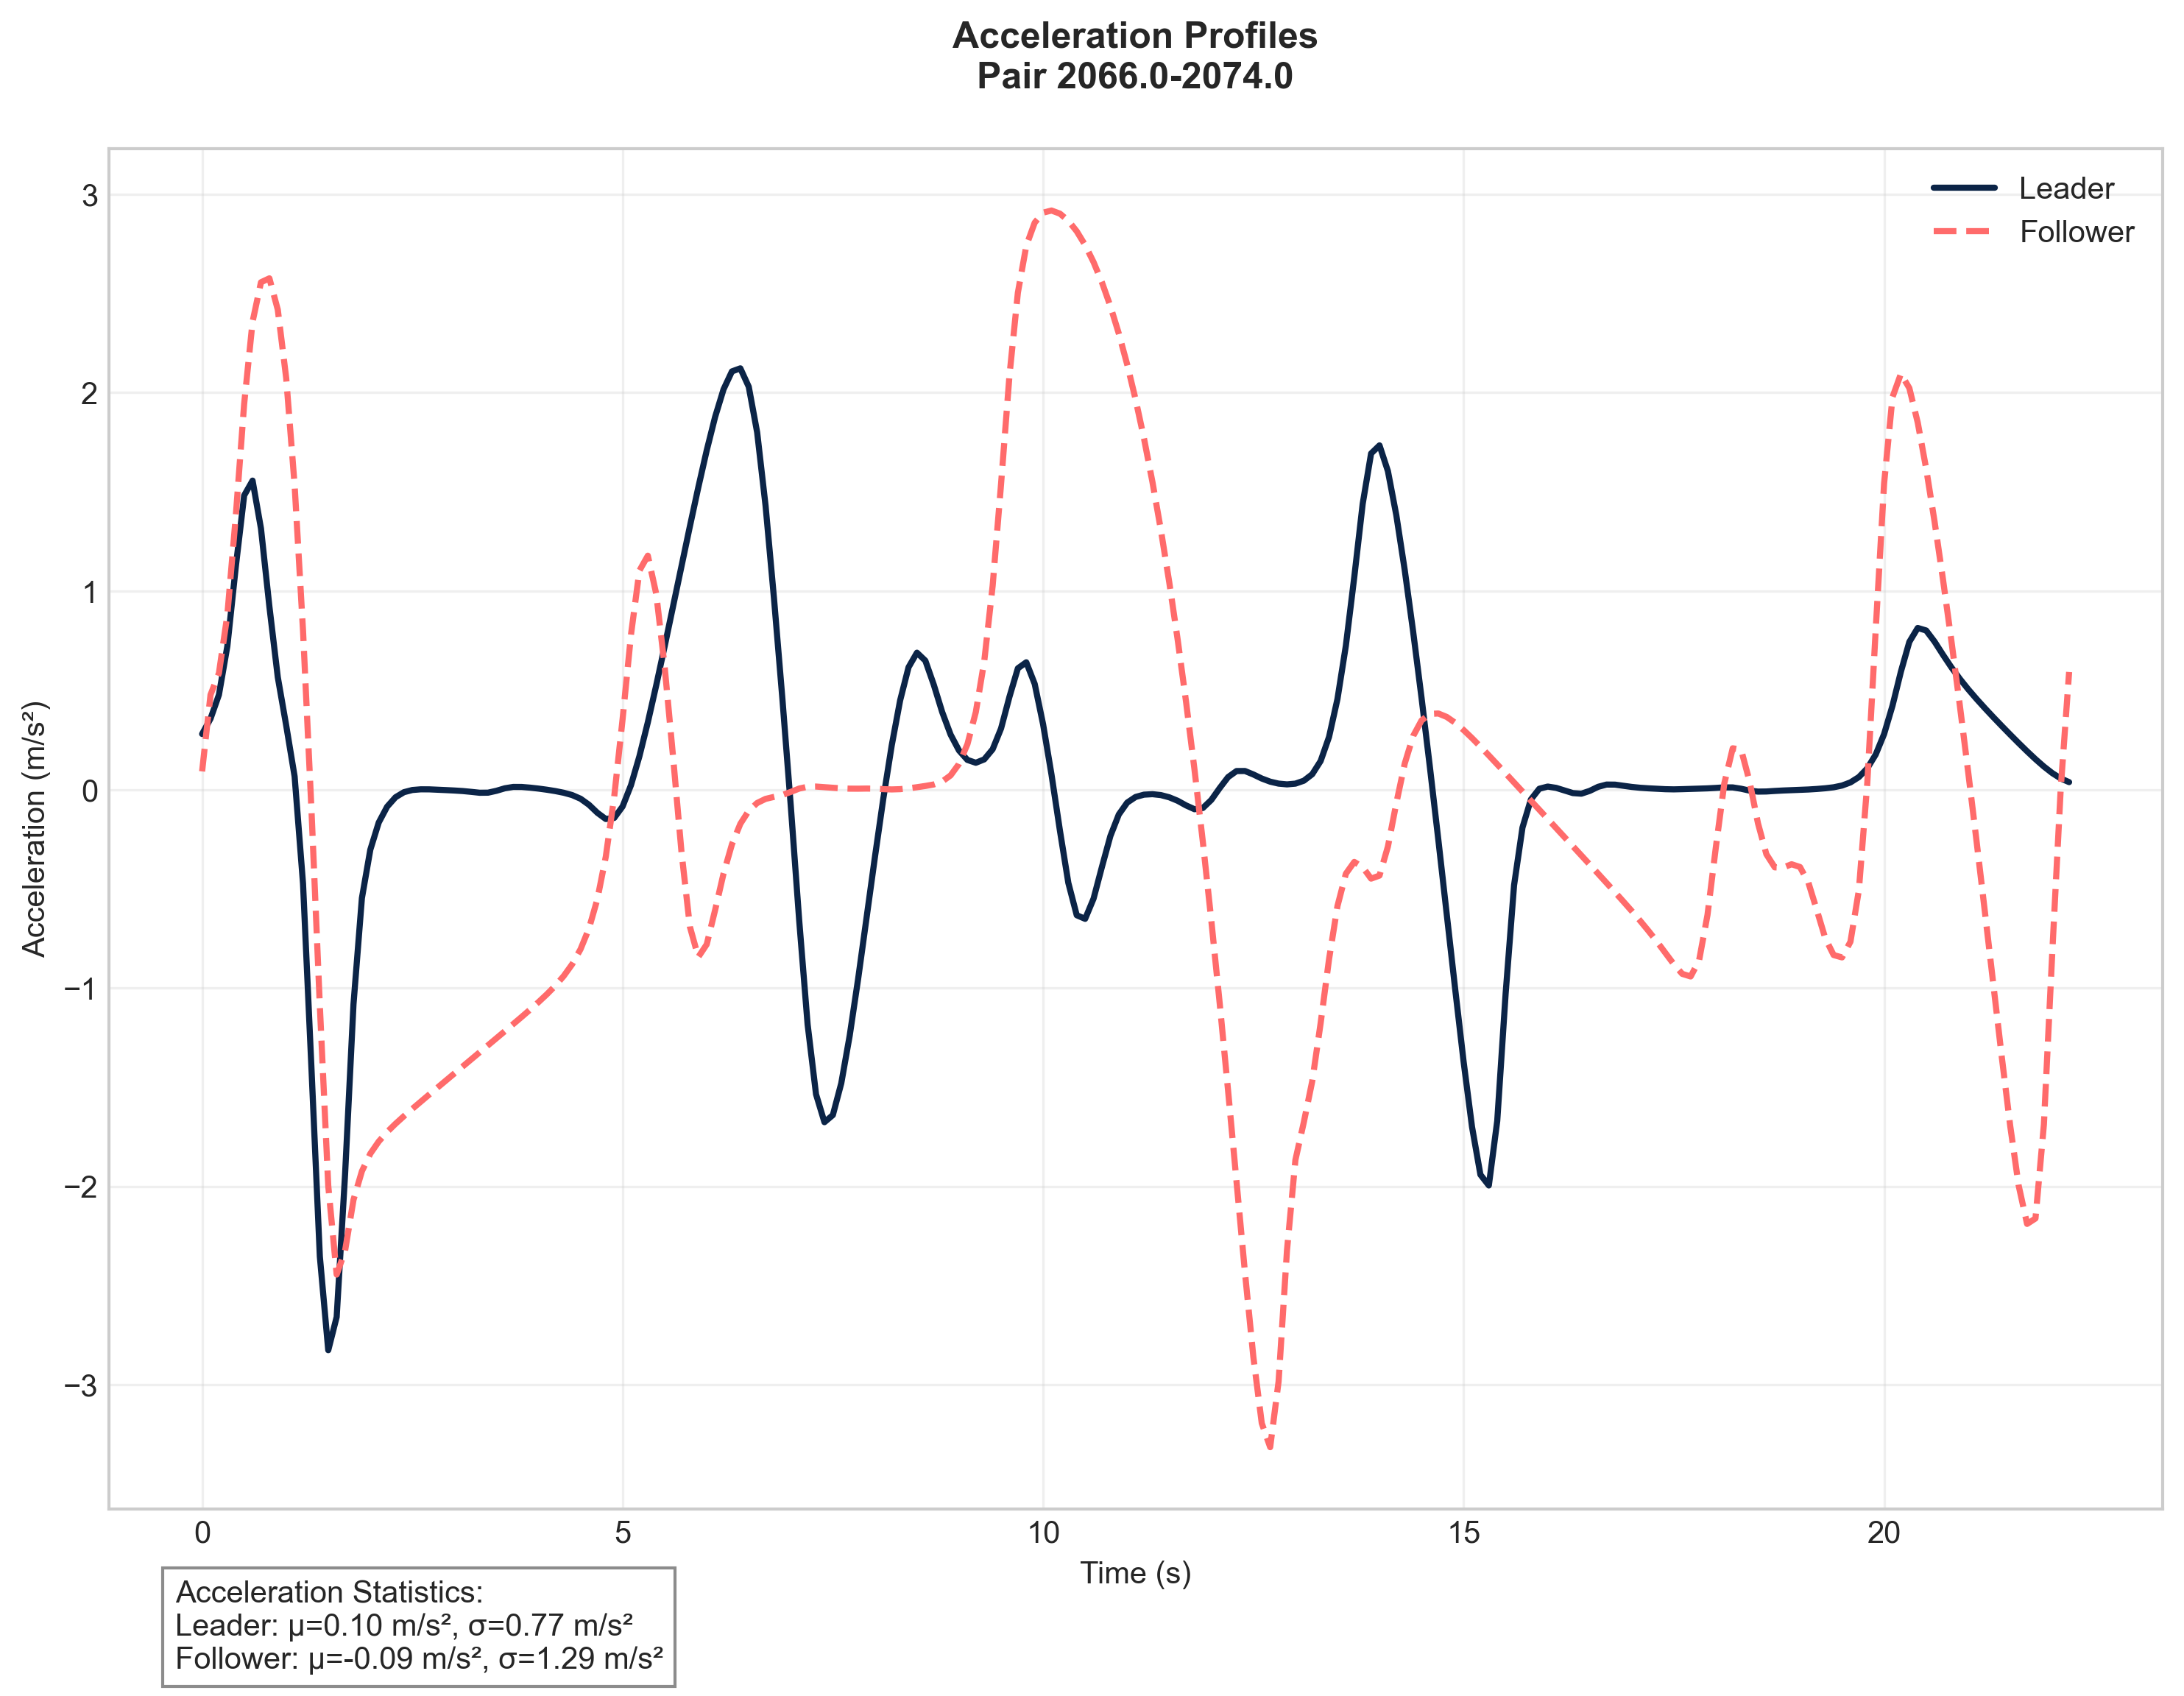 Acceleration Profiles
Pair 2066.0-2074.0
Leader
Follower
Acceleration (m/s²)
3
2
1
0
−1
−2
−3
0
5
10
15
20
Time (s)
Acceleration Statistics:
Leader: μ=0.10 m/s², σ=0.77 m/s²
Follower: μ=-0.09 m/s², σ=1.29 m/s²